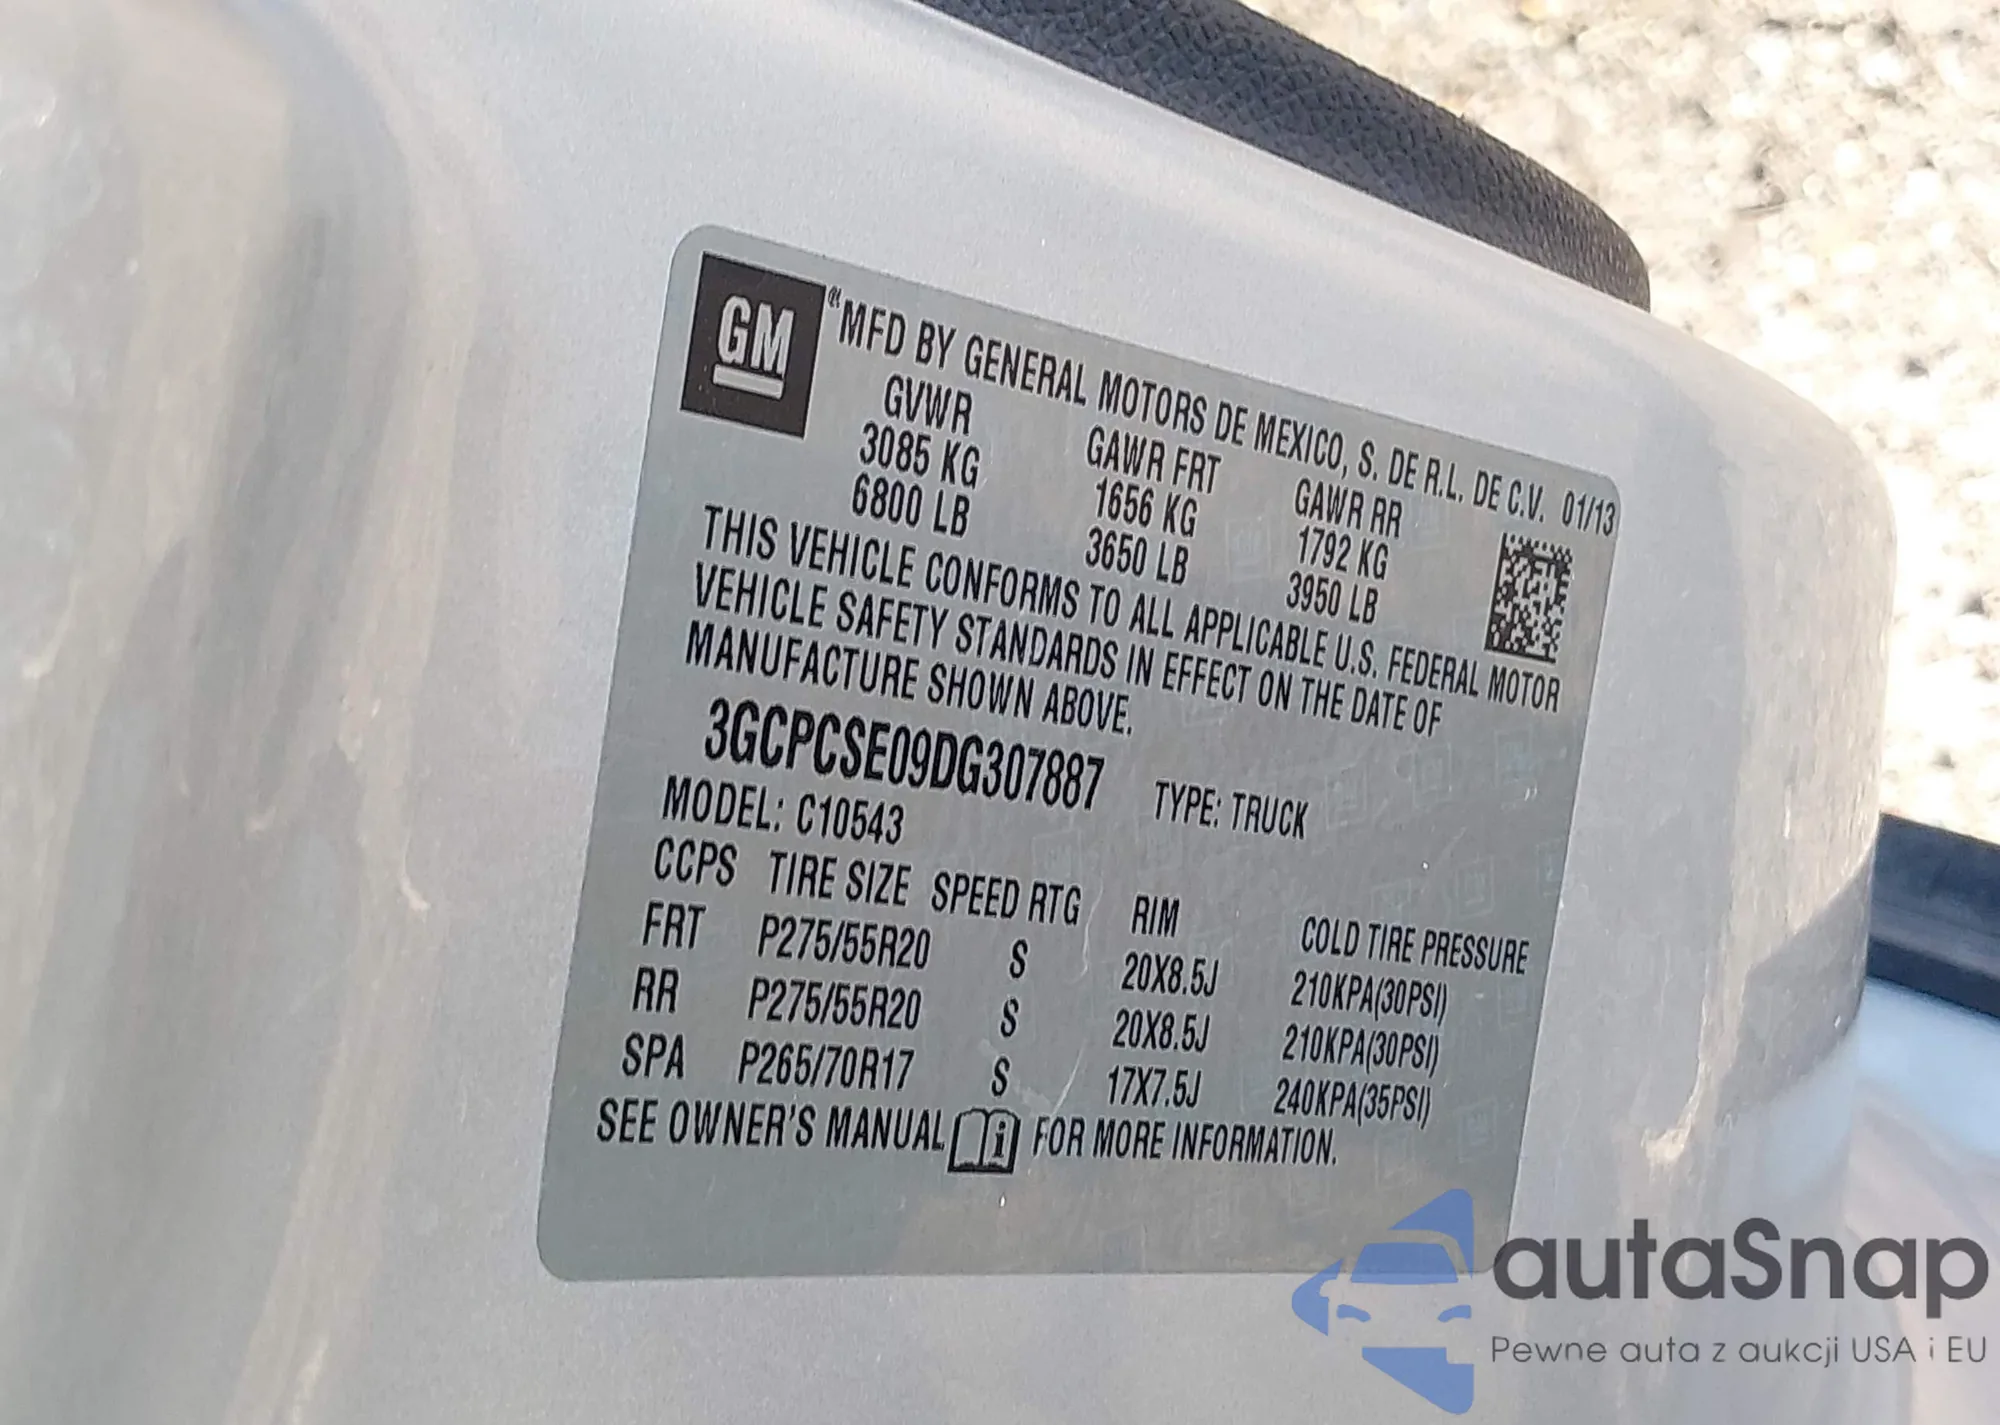 GM
® MFD BY GENERAL MOTORS DE MEXICO, S. DE R.L. DE C.V. 01/13
GVWR GAWR FRT GAWR RR
3085 KG 1656 KG 1792 KG
6800 LB 3650 LB 3950 LB
THIS VEHICLE CONFORMS TO ALL APPLICABLE U.S. FEDERAL MOTOR
VEHICLE SAFETY STANDARDS IN EFFECT ON THE DATE OF
MANUFACTURE SHOWN ABOVE.
3GCPCSE09DG307887 TYPE: TRUCK
MODEL: C10543
CCPS TIRE SIZE SPEED RTG RIM COLD TIRE PRESSURE
FRT P275/55R20 S 20X8.5J 210KPA(30PSI)
RR P275/55R20 S 20X8.5J 210KPA(30PSI)
SPA P265/70R17 S 17X7.5J 240KPA(35PSI)
SEE OWNER'S MANUAL i FOR MORE INFORMATION.
autaSnap
Pewne auta z aukcji USA i EU